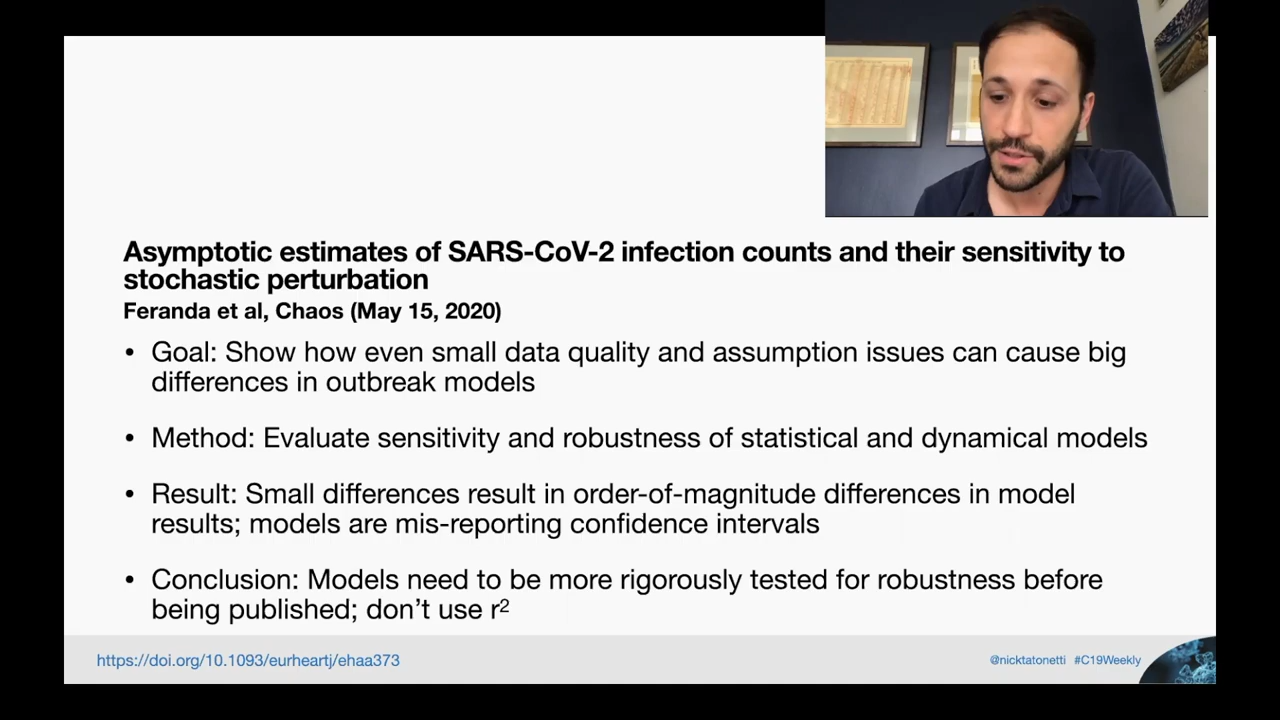 Asymptotic estimates of SARS-CoV-2 infection counts and their sensitivity to
stochastic perturbation
Feranda et al, Chaos (May 15, 2020)
• Goal: Show how even small data quality and assumption issues can cause big
differences in outbreak models
• Method: Evaluate sensitivity and robustness of statistical and dynamical models
• Result: Small differences result in order-of-magnitude differences in model
results; models are mis-reporting confidence intervals
• Conclusion: Models need to be more rigorously tested for robustness before
being published; don’t use r²
https://doi.org/10.1093/eurheartj/ehaa373
@nicktatonetti #C19Weekly